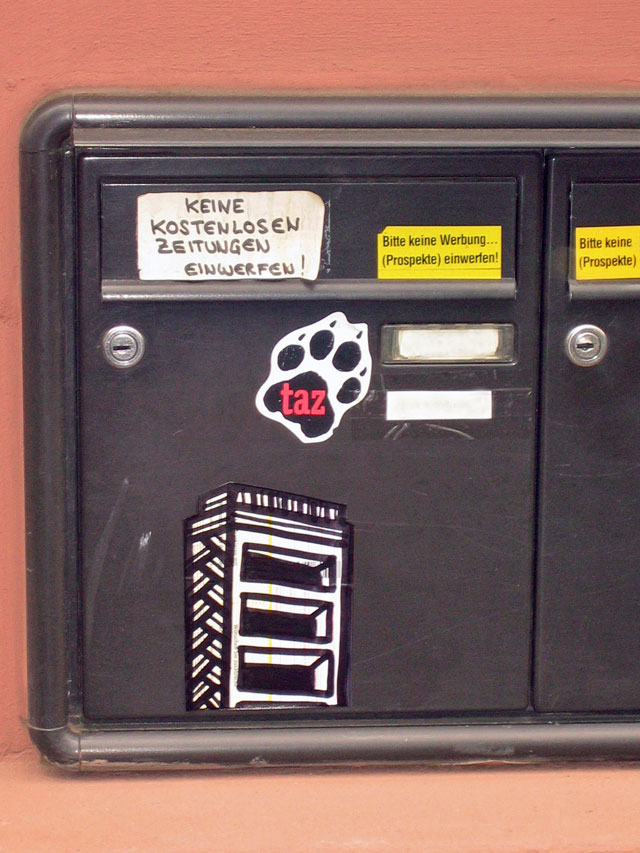 KEINE
KOSTENLOSEN
ZEITUNGEN
EINWERFEN!
Bitte keine Werbung...
(Prospekte) einwerfen!
Bitte keine
(Prospekte)
taz